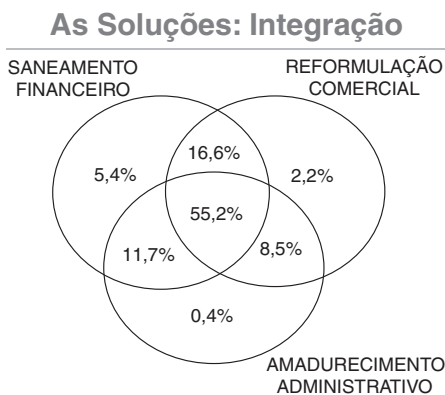 As Soluções: Integração
SANEAMENTO
FINANCEIRO
REFORMULAÇÃO
COMERCIAL
16,6%
5,4%
2,2%
55,2%
11,7%
8,5%
0,4%
AMADURECIMENTO
ADMINISTRATIVO